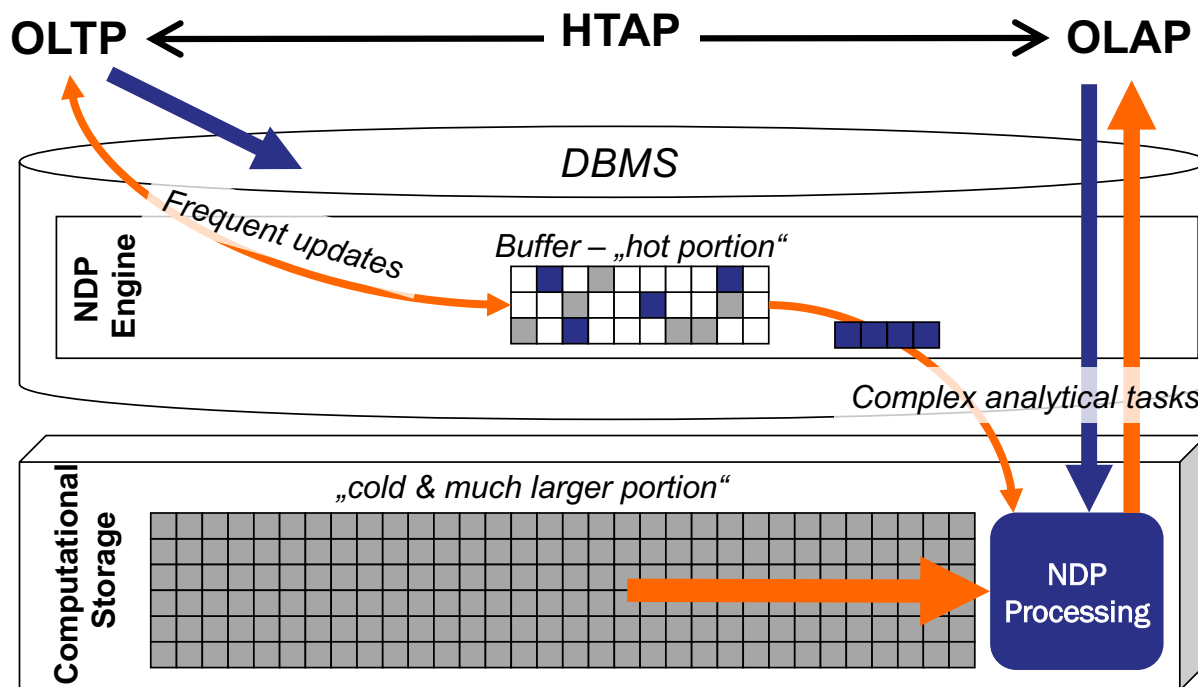 OLTP
HTAP
OLAP
DBMS
Frequent updates
NDP
Engine
Buffer – „hot portion“
Complex analytical tasks
Computational
Storage
„cold & much larger portion“
NDP
Processing